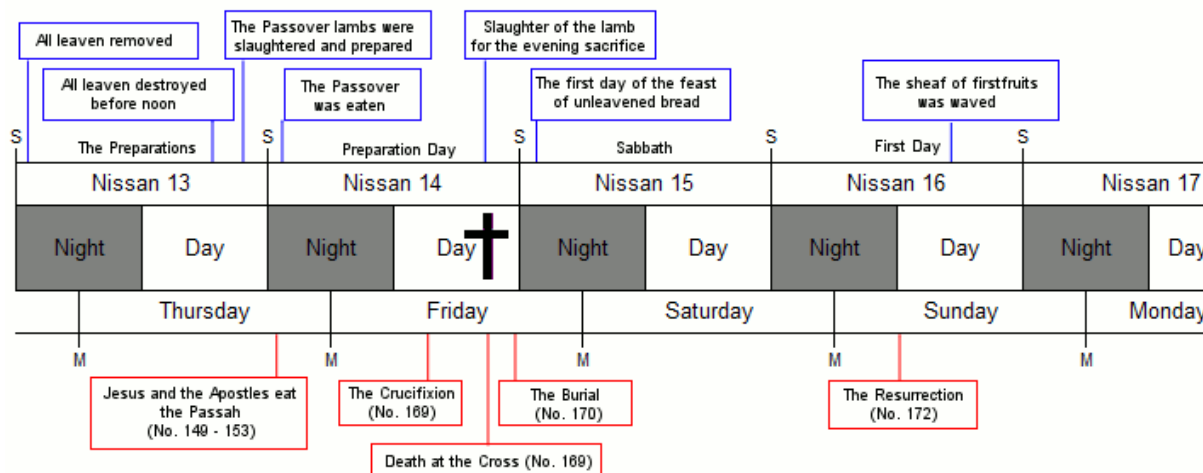 All leaven removed
The Passover lambs were
slaughtered and prepared
Slaughter of the lamb
for the evening sacrifice
All leaven destroyed
before noon
The Passover
was eaten
The first day of the feast
of unleavened bread
The sheaf of firstfruits
was waved
S
The Preparations
S
Preparation Day
S
Sabbath
S
First Day
S
Nissan 13
Nissan 14
Nissan 15
Nissan 16
Nissan 17
Night
Day
Night
Day
Night
Day
Night
Day
Night
Day
Thursday
Friday
Saturday
Sunday
Monday
M
M
M
M
M
Jesus and the Apostles eat
the Passah
(No. 149 - 153)
The Crucifixion
(No. 169)
The Burial
(No. 170)
The Resurrection
(No. 172)
Death at the Cross (No. 169)